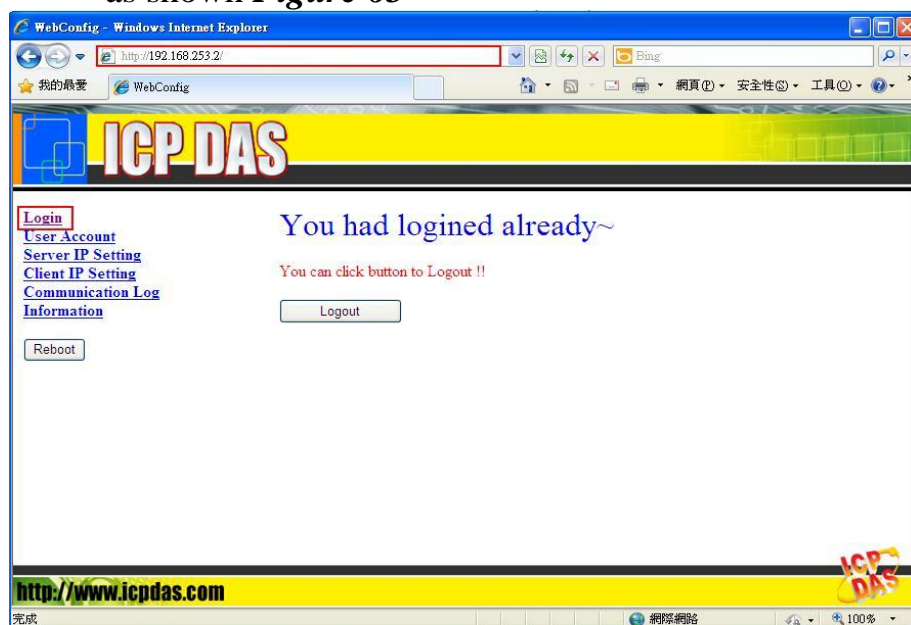 as shown Figure 65
WebConfig - Windows Internet Explorer
http://192.168.253.2/
Bing
我的最愛
WebConfig
網頁(P)
安全性(S)
工具(O)
ICP DAS
Login
User Account
Server IP Setting
Client IP Setting
Communication Log
Information
Reboot
You had logined already~
You can click button to Logout !!
Logout
http://www.icpdas.com
ICP
DAS
完成
網際網路
100%